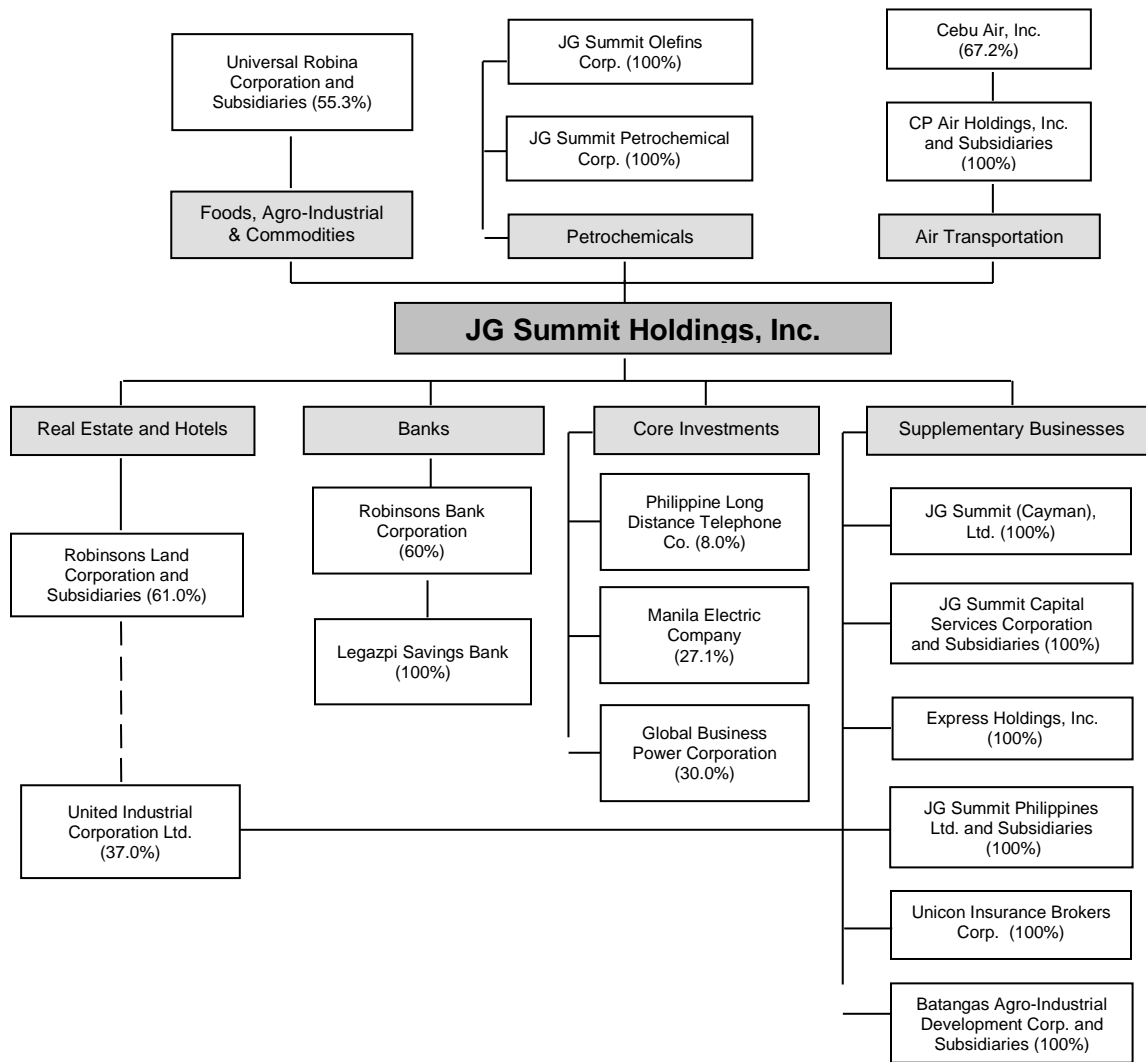 Universal Robina
Corporation and
Subsidiaries (55.3%)
JG Summit Olefins
Corp. (100%)
JG Summit Petrochemical
Corp. (100%)
Cebu Air, Inc.
(67.2%)
CP Air Holdings, Inc.
and Subsidiaries
(100%)
Foods, Agro-Industrial
& Commodities
Petrochemicals
Air Transportation
JG Summit Holdings, Inc.
Real Estate and Hotels
Banks
Core Investments
Supplementary Businesses
Robinsons Land
Corporation and
Subsidiaries (61.0%)
United Industrial
Corporation Ltd.
(37.0%)
Robinsons Bank
Corporation
(60%)
Legazpi Savings Bank
(100%)
Philippine Long
Distance Telephone
Co. (8.0%)
Manila Electric
Company
(27.1%)
Global Business
Power Corporation
(30.0%)
JG Summit (Cayman),
Ltd. (100%)
JG Summit Capital
Services Corporation
and Subsidiaries (100%)
Express Holdings, Inc.
(100%)
JG Summit Philippines
Ltd. and Subsidiaries
(100%)
Unicon Insurance Brokers
Corp. (100%)
Batangas Agro-Industrial
Development Corp. and
Subsidiaries (100%)